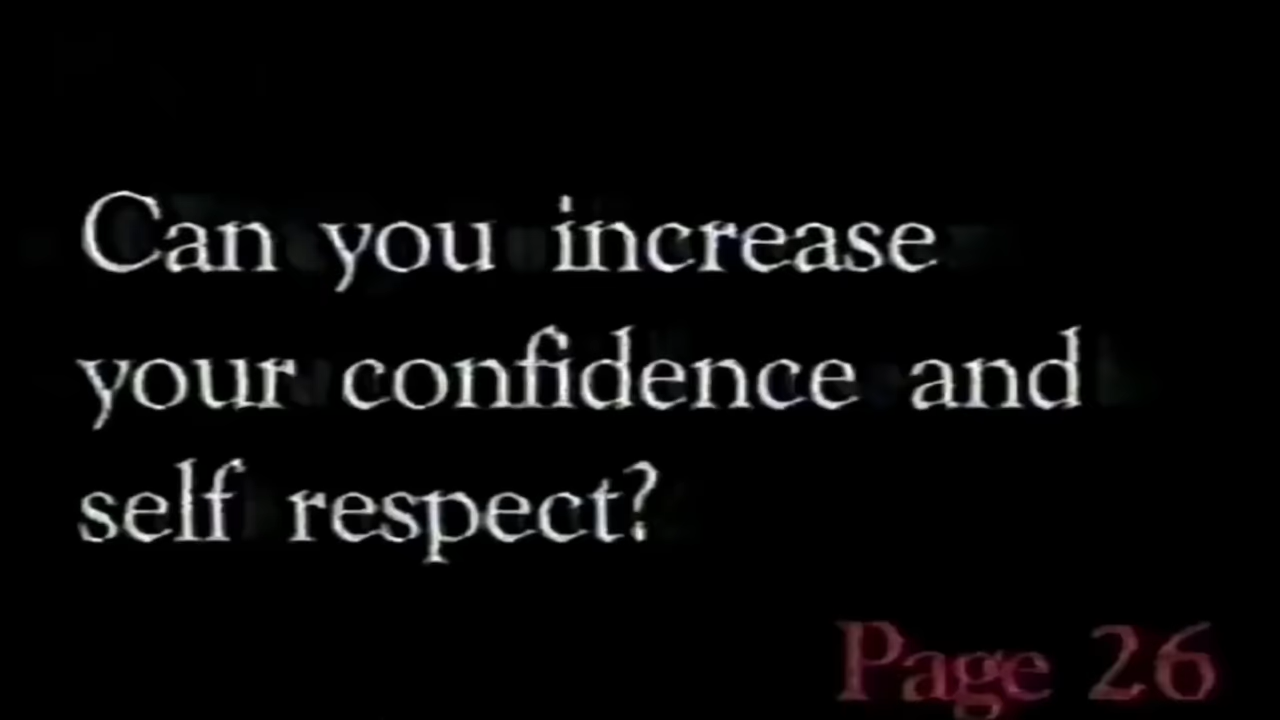 Can you increase
your confidence and
self respect?
Page 26